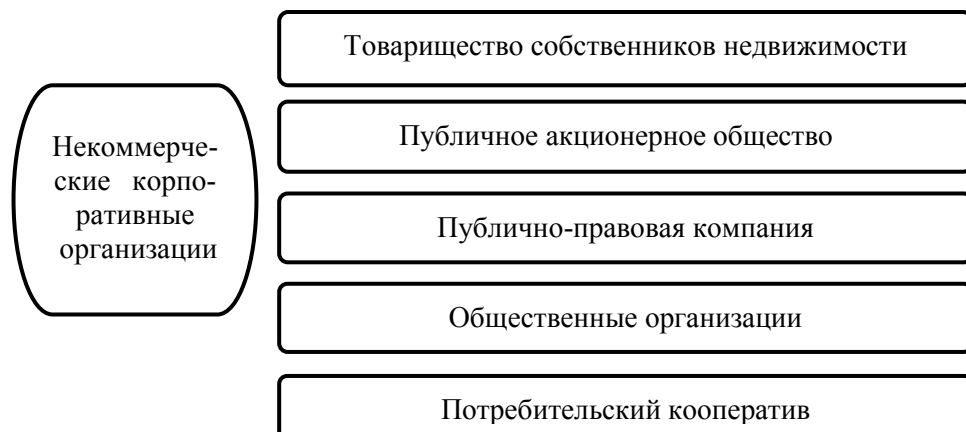 Товарищество собственников недвижимости
Публичное акционерное общество
Некоммерче-
ские корпо-
ративные
организации
Публично-правовая компания
Общественные организации
Потребительский кооператив